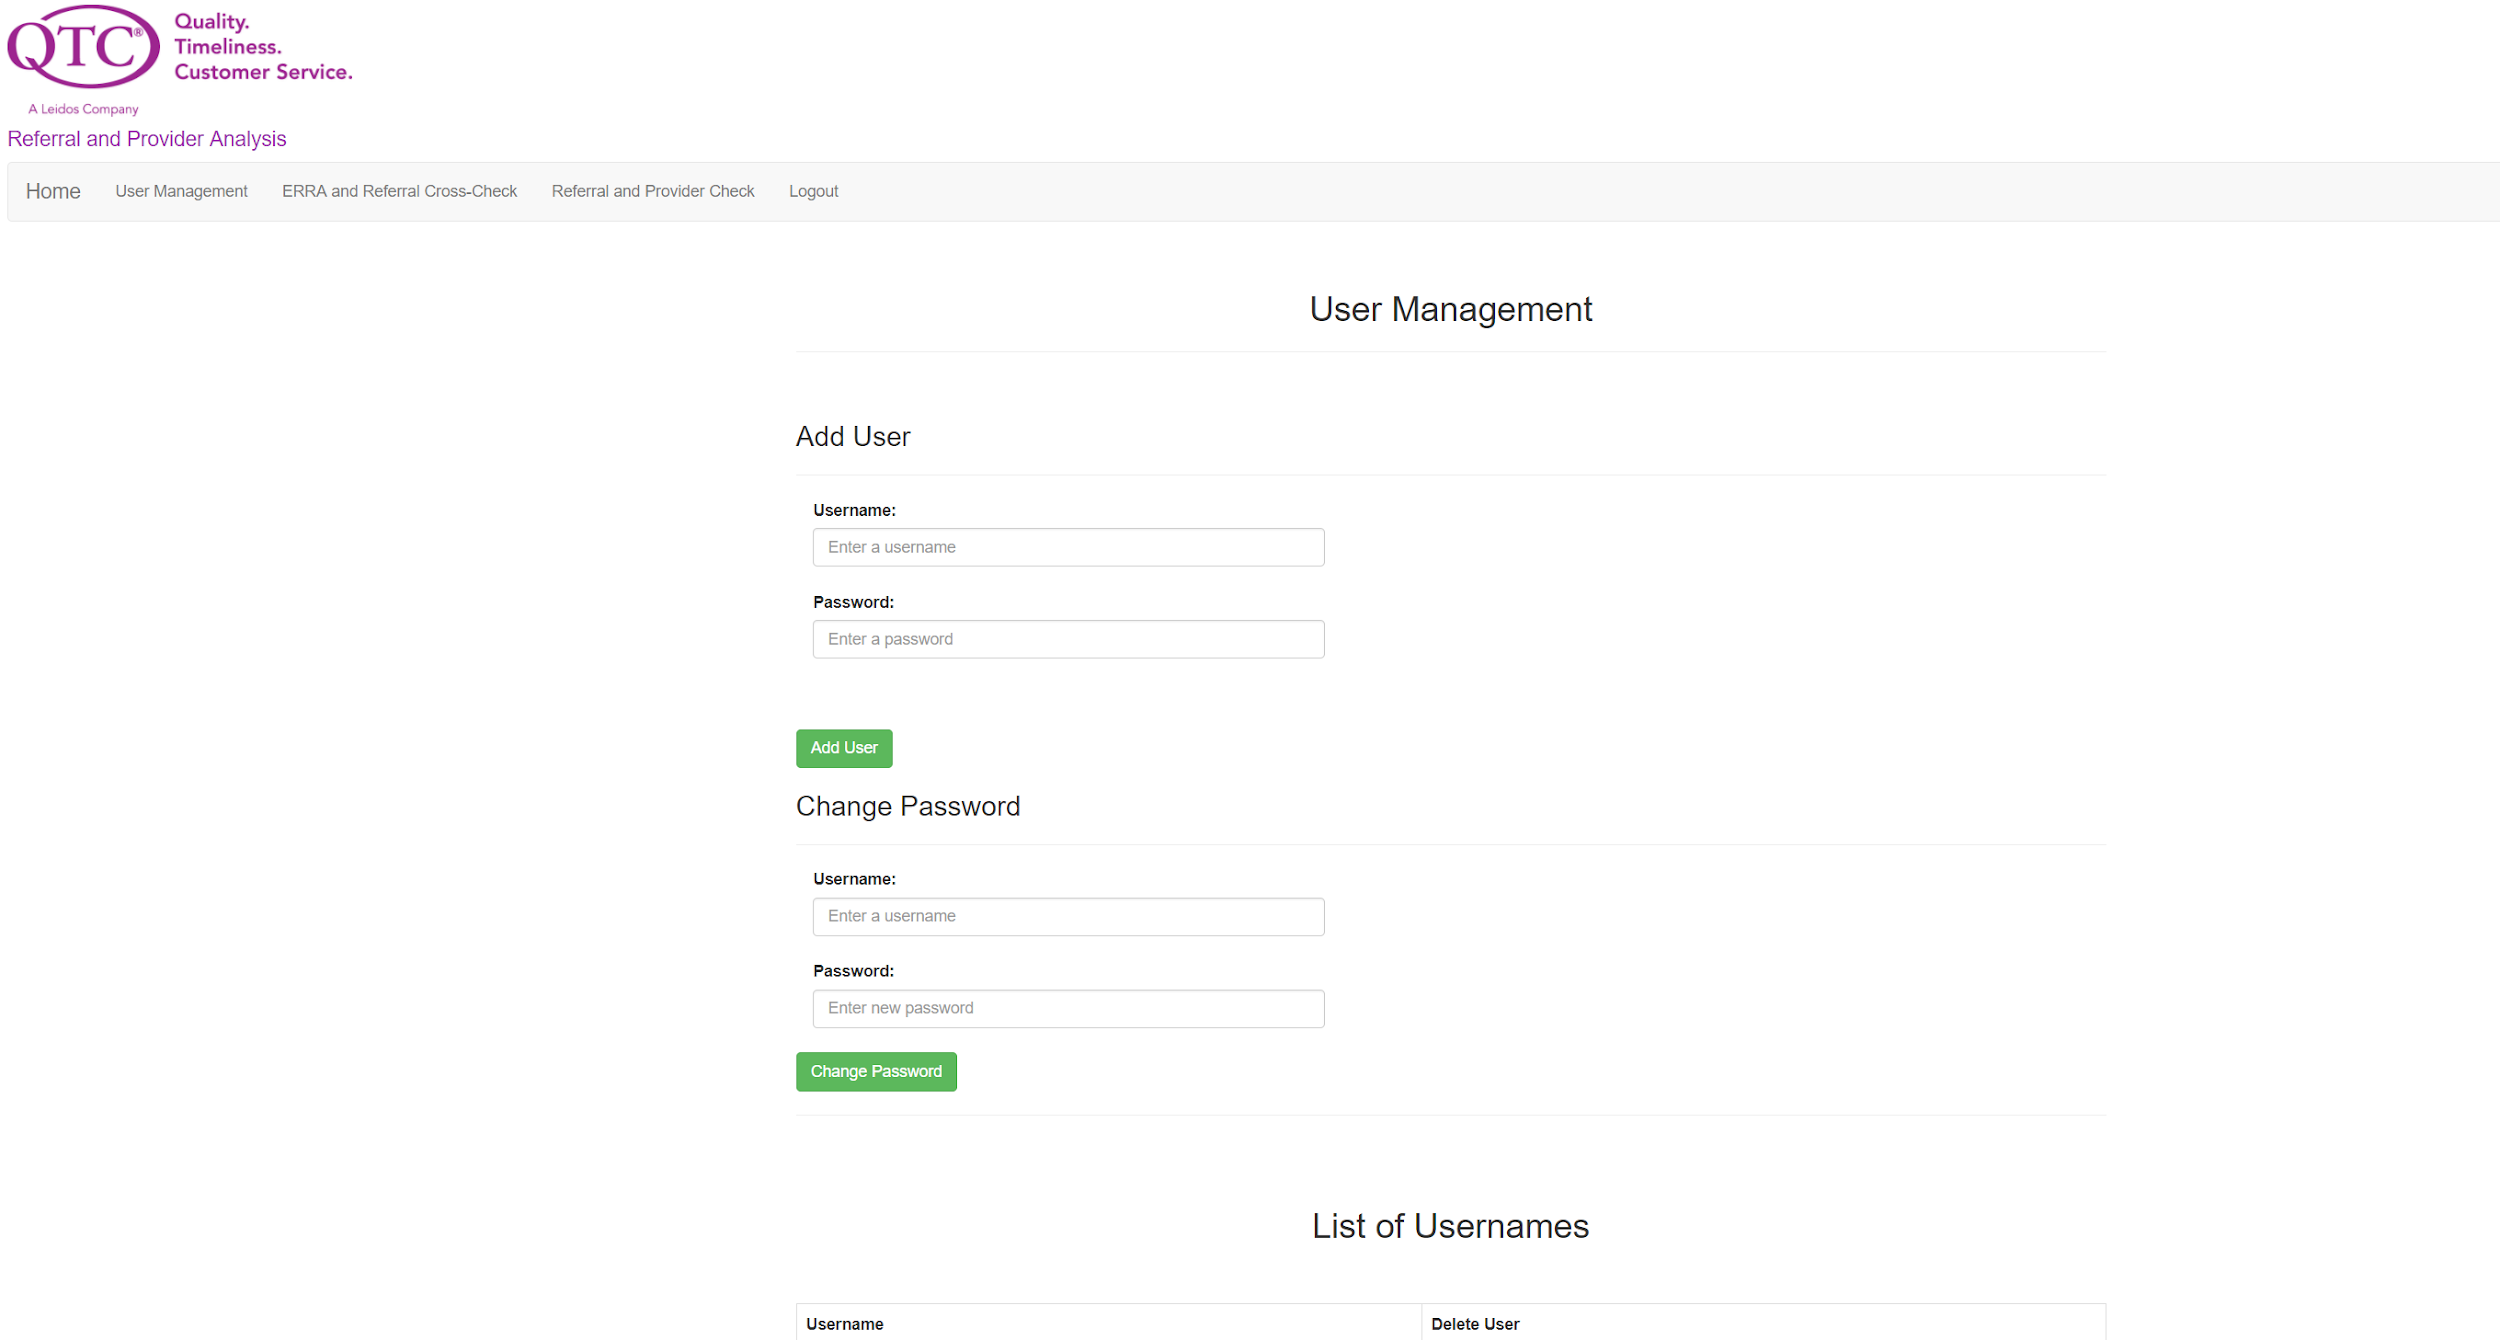 QTC®
Quality.
Timeliness.
Customer Service.
A Leidos Company
Referral and Provider Analysis
Home User Management ERRA and Referral Cross-Check Referral and Provider Check Logout
User Management
Add User
Username:
Enter a username
Password:
Enter a password
Add User
Change Password
Username:
Enter a username
Password:
Enter new password
Change Password
List of Usernames
Username Delete User